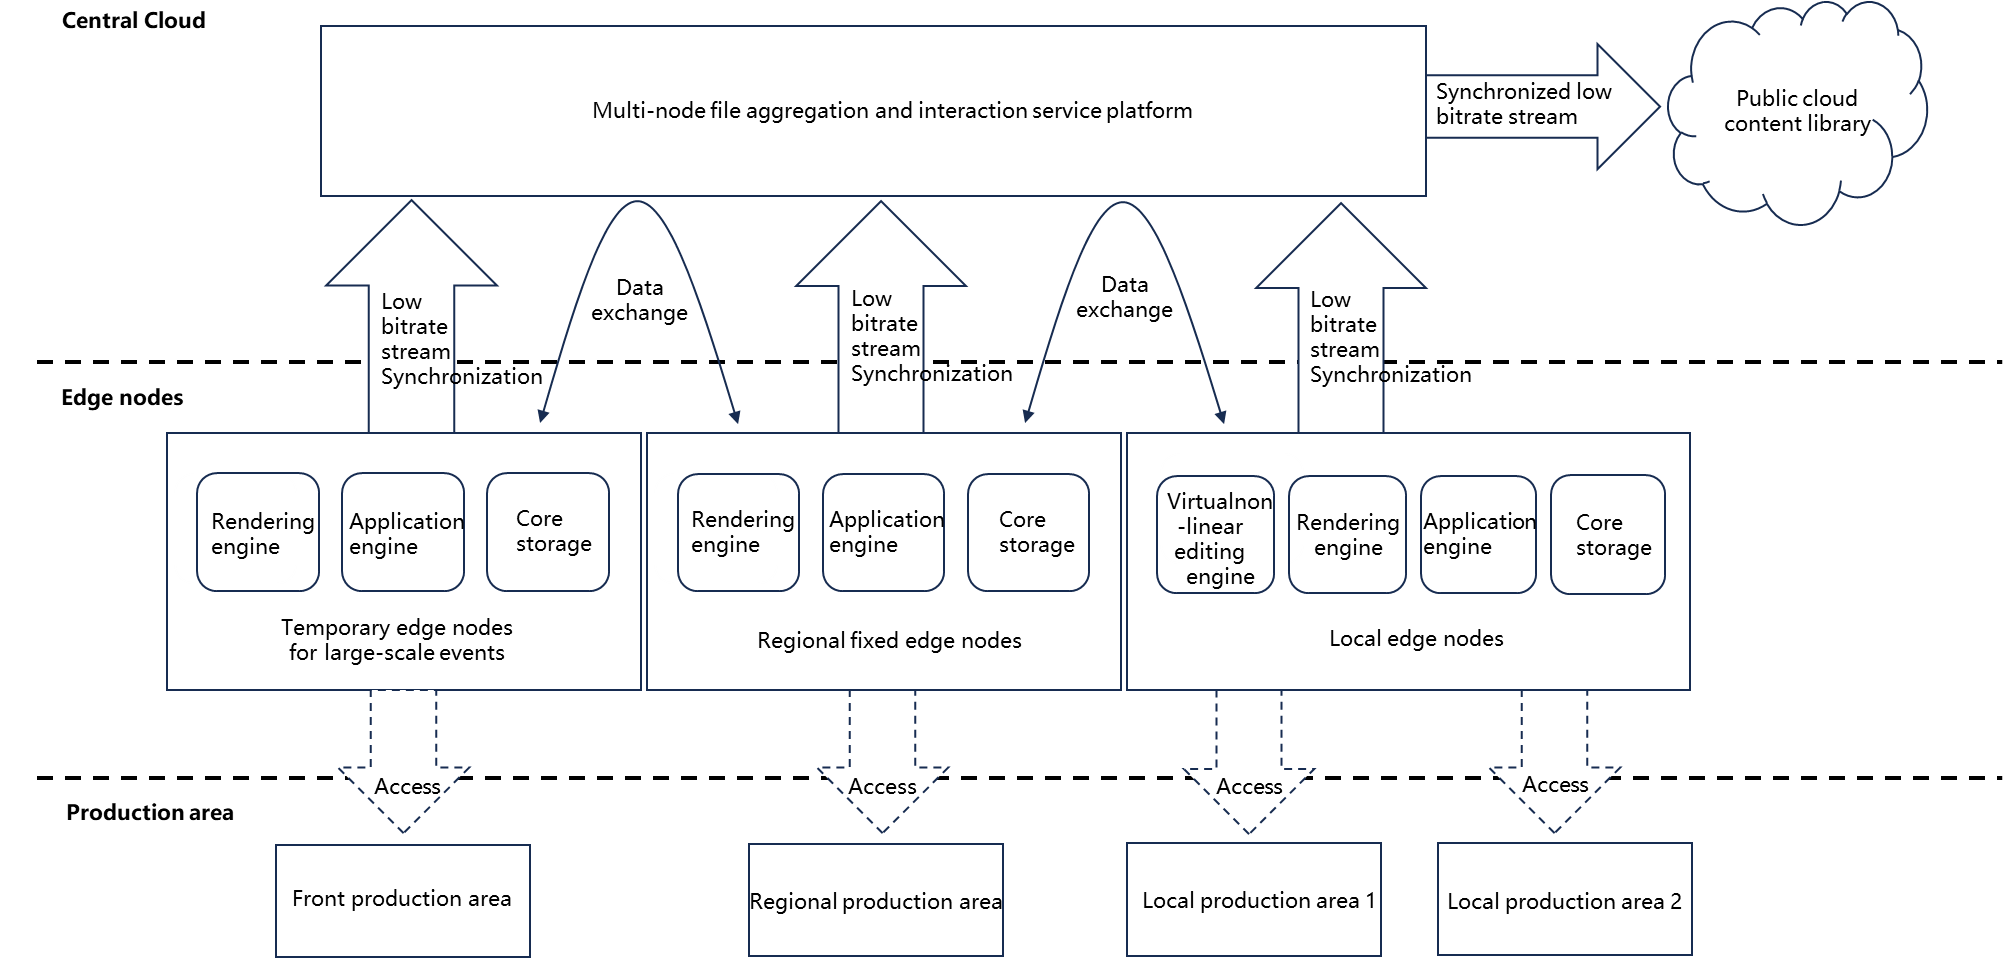 Central Cloud
Multi-node file aggregation and interaction service platform
Synchronized low
bitrate stream
Public cloud
content library
Low
bitrate
stream
Synchronization
Data
exchange
Low
bitrate
stream
Synchronization
Data
exchange
Low
bitrate
stream
Synchronization
Edge nodes
Rendering
engine
Application
engine
Core
storage
Temporary edge nodes
for large-scale events
Rendering
engine
Application
engine
Core
storage
Regional fixed edge nodes
Virtualnon
-linear
editing
engine
Rendering
engine
Application
engine
Core
storage
Local edge nodes
Access
Access
Access
Access
Production area
Front production area
Regional production area
Local production area 1
Local production area 2